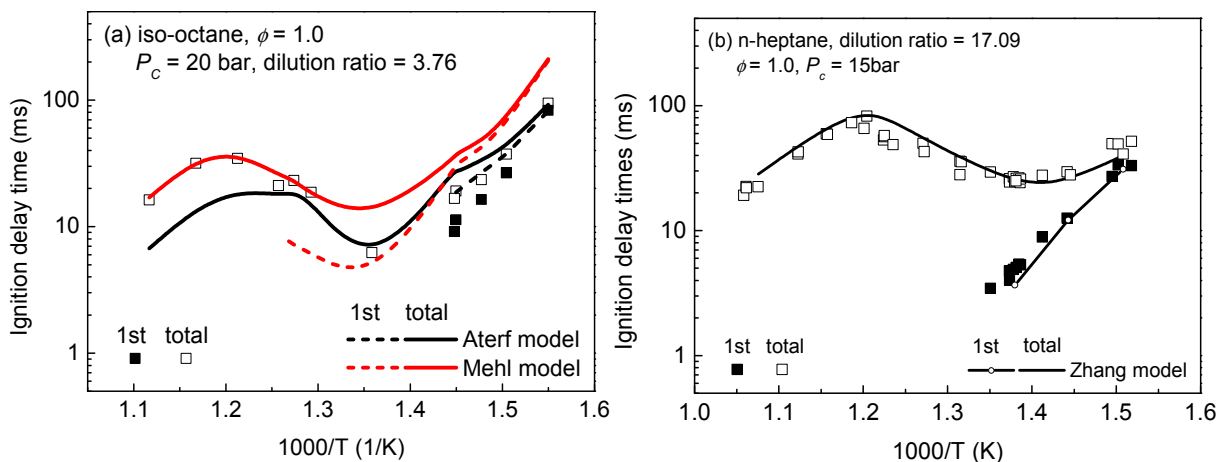 (a) iso-octane, ϕ = 1.0
P_C = 20 bar, dilution ratio = 3.76
Ignition delay time (ms)
100
10
1
1st total
1st total
Aterf model
Mehl model
1.1 1.2 1.3 1.4 1.5 1.6
1000/T (1/K)
(b) n-heptane, dilution ratio = 17.09
ϕ = 1.0, P_c = 15bar
Ignition delay times (ms)
100
10
1
1st total
1st total
Zhang model
1.0 1.1 1.2 1.3 1.4 1.5 1.6
1000/T (K)